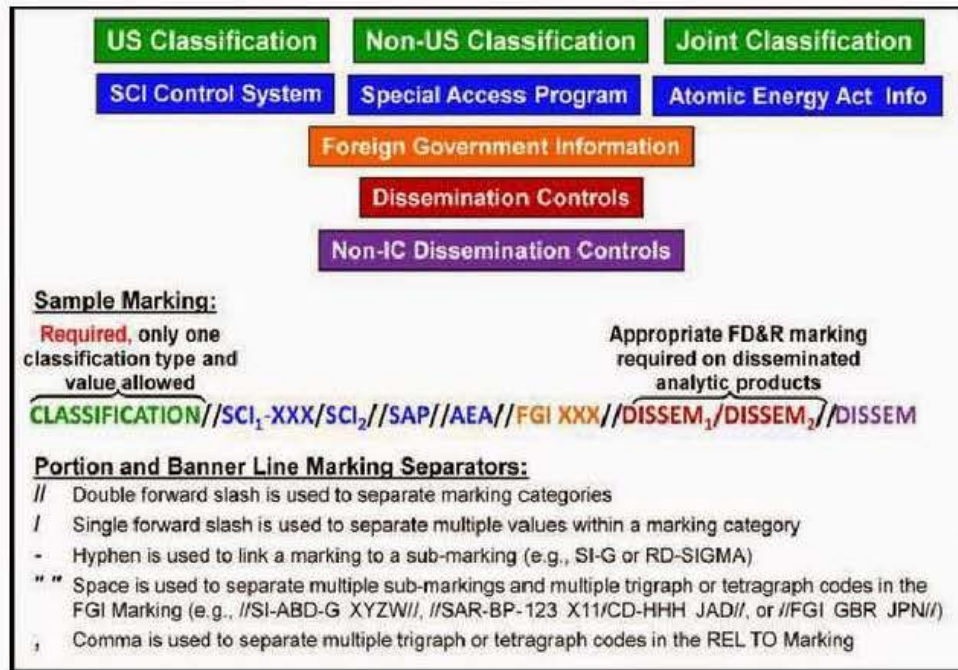 US Classification Non-US Classification Joint Classification
SCI Control System Special Access Program Atomic Energy Act Info
Foreign Government Information
Dissemination Controls
Non-IC Dissemination Controls
Sample Marking:
Required, only one
classification type and
value allowed
Appropriate FD&R marking
required on disseminated
analytic products
CLASSIFICATION//SCI₁-XXX/SCI₂//SAP//AEA//FGI XXX//DISSEM₁/DISSEM₂//DISSEM
Portion and Banner Line Marking Separators:
// Double forward slash is used to separate marking categories
/ Single forward slash is used to separate multiple values within a marking category
- Hyphen is used to link a marking to a sub-marking (e.g., SI-G or RD-SIGMA)
" " Space is used to separate multiple sub-markings and multiple trigraph or tetragraph codes in the
FGI Marking (e.g., //SI-ABD-G XYZW//, //SAR-BP-123 X11/CD-HHH JAD//, or //FGI GBR JPN//)
, Comma is used to separate multiple trigraph or tetragraph codes in the REL TO Marking